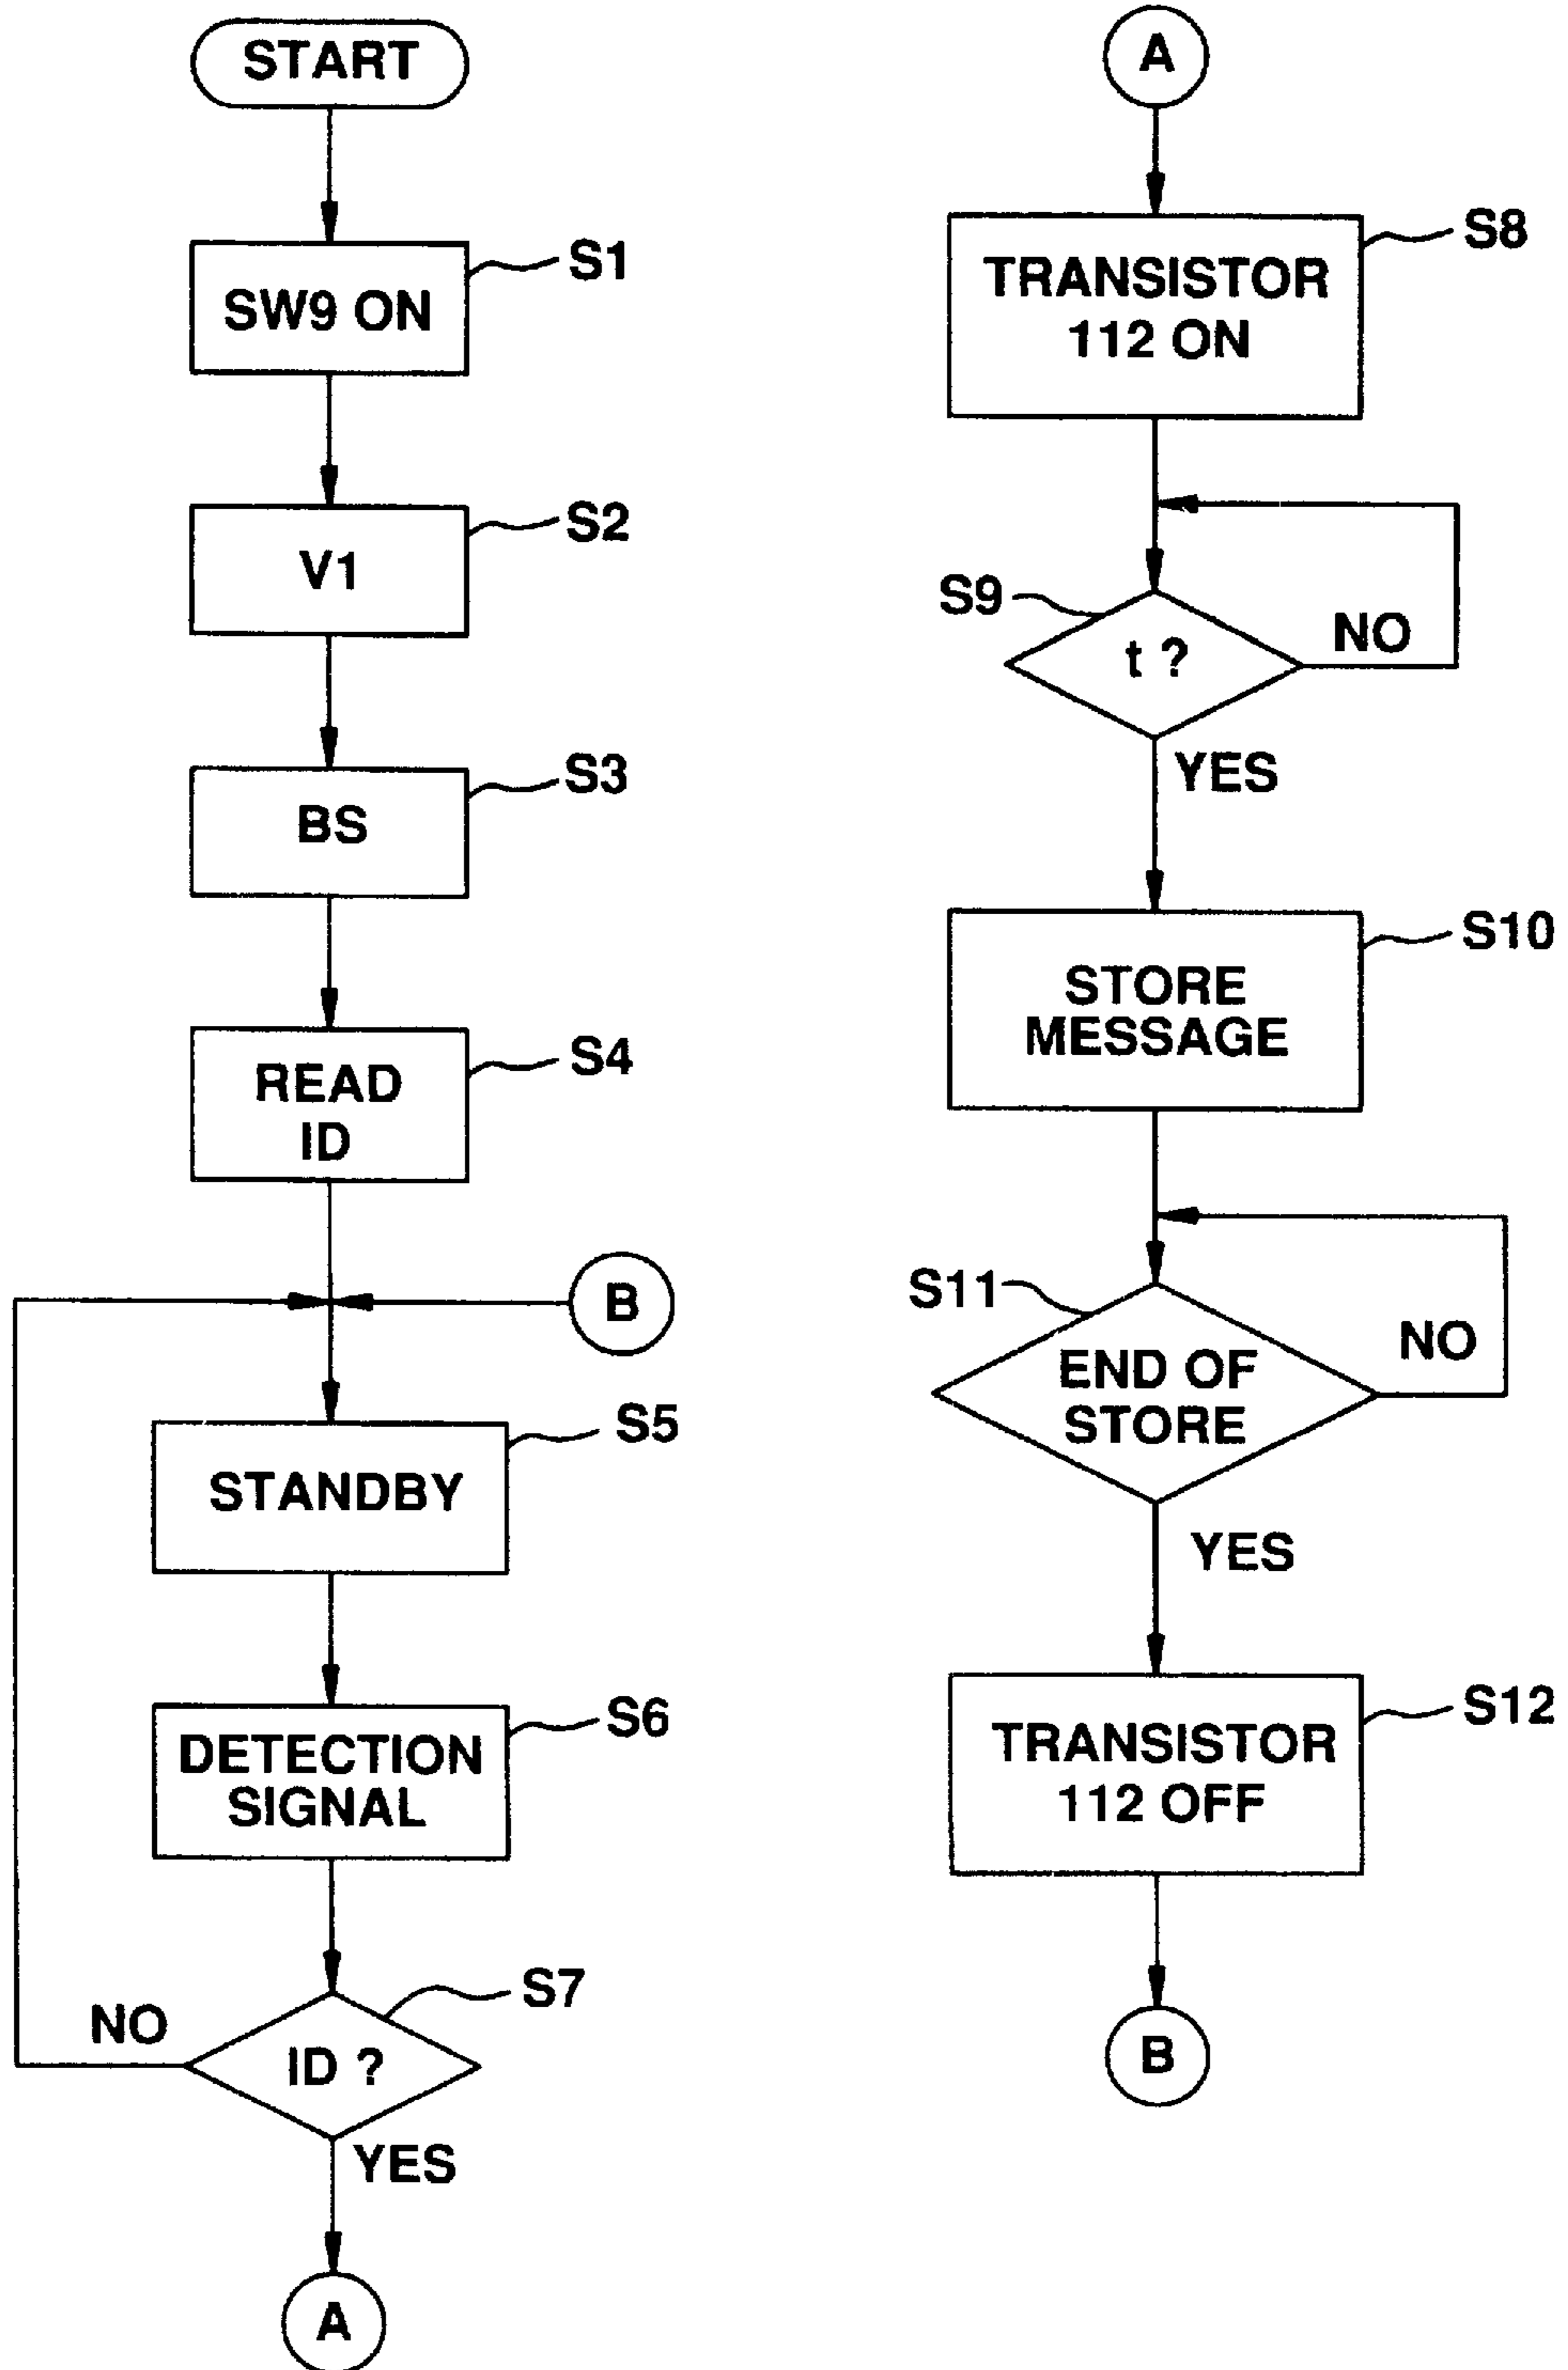 START
S1
SW9 ON
S2
V1
S3
BS
S4
READ
ID
B
S5
STANDBY
S6
DETECTION
SIGNAL
S7
NO
ID ?
YES
A
A
S8
TRANSISTOR
112 ON
S9
NO
t ?
YES
S10
STORE
MESSAGE
S11
NO
END OF
STORE
YES
S12
TRANSISTOR
112 OFF
B